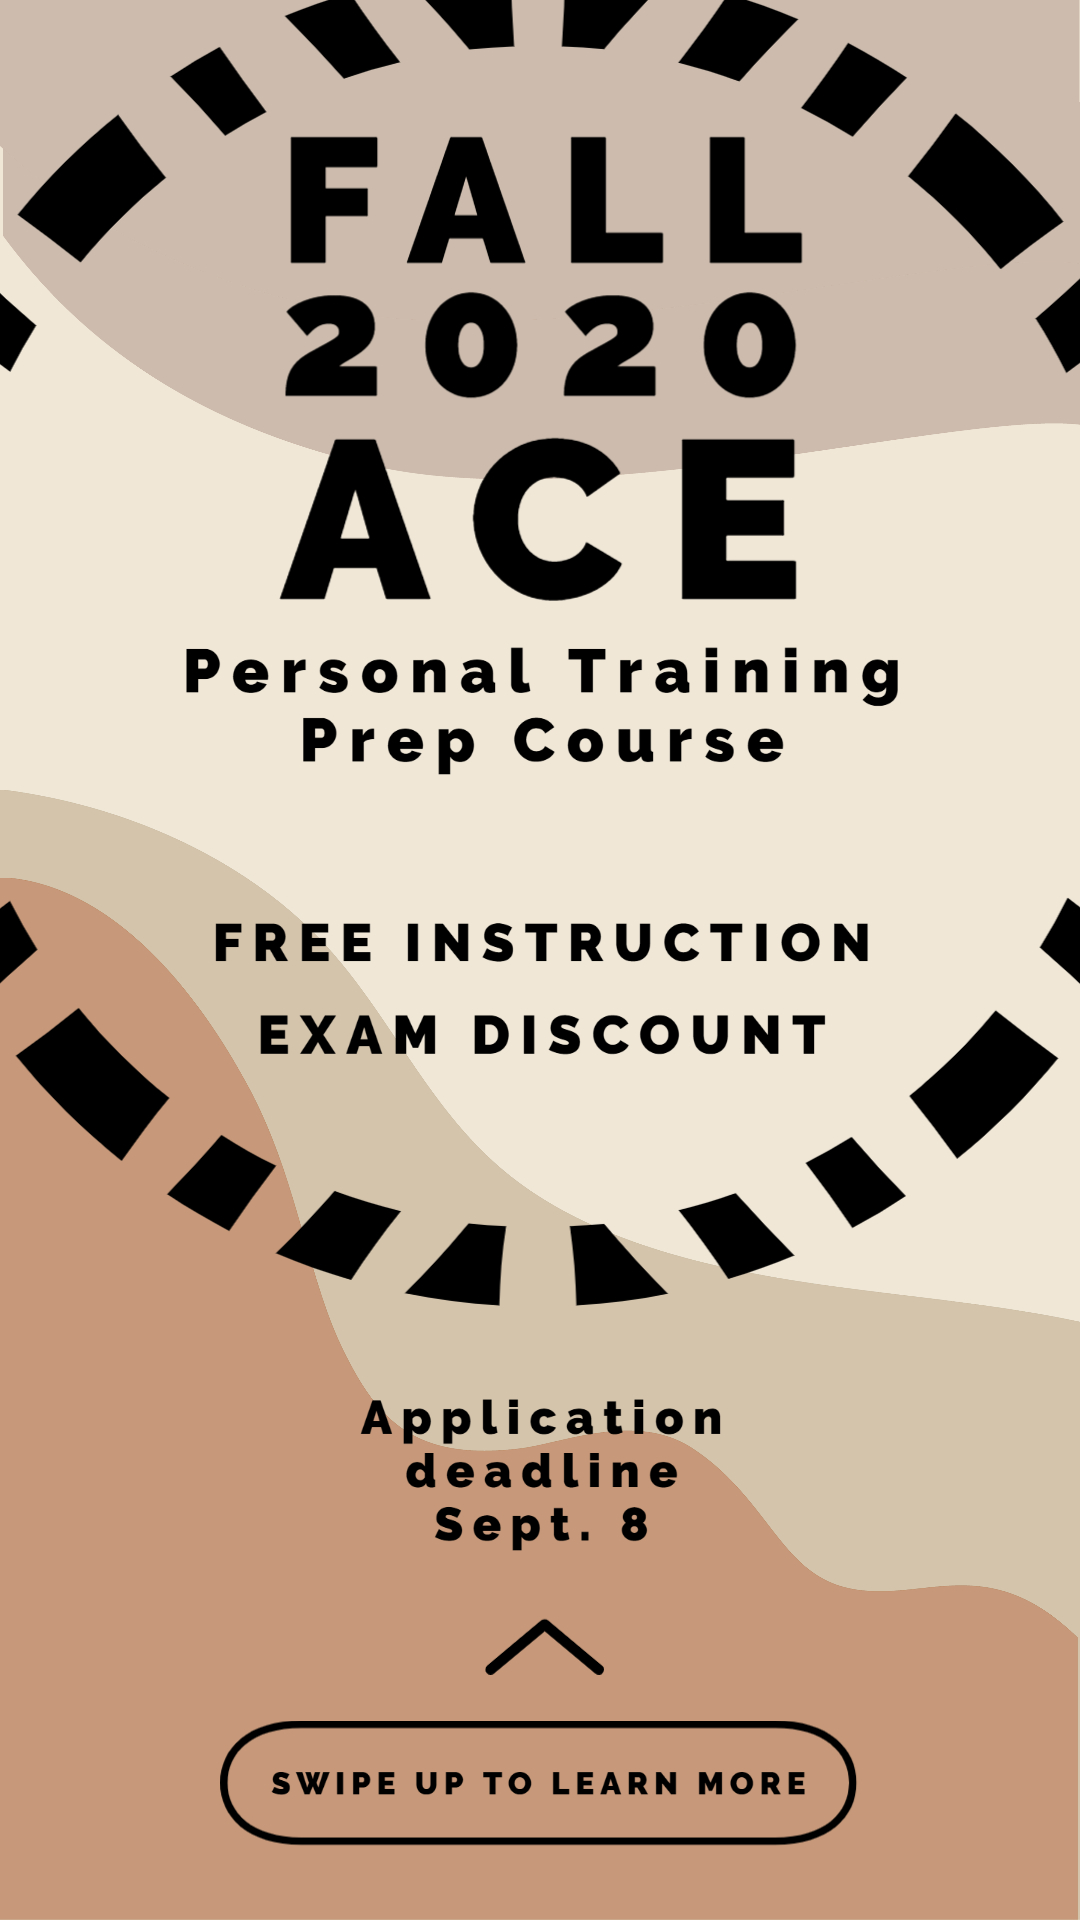 FALL
2020
ACE
Personal Training
Prep Course
FREE INSTRUCTION
EXAM DISCOUNT
Application
deadline
Sept. 8
SWIPE UP TO LEARN MORE